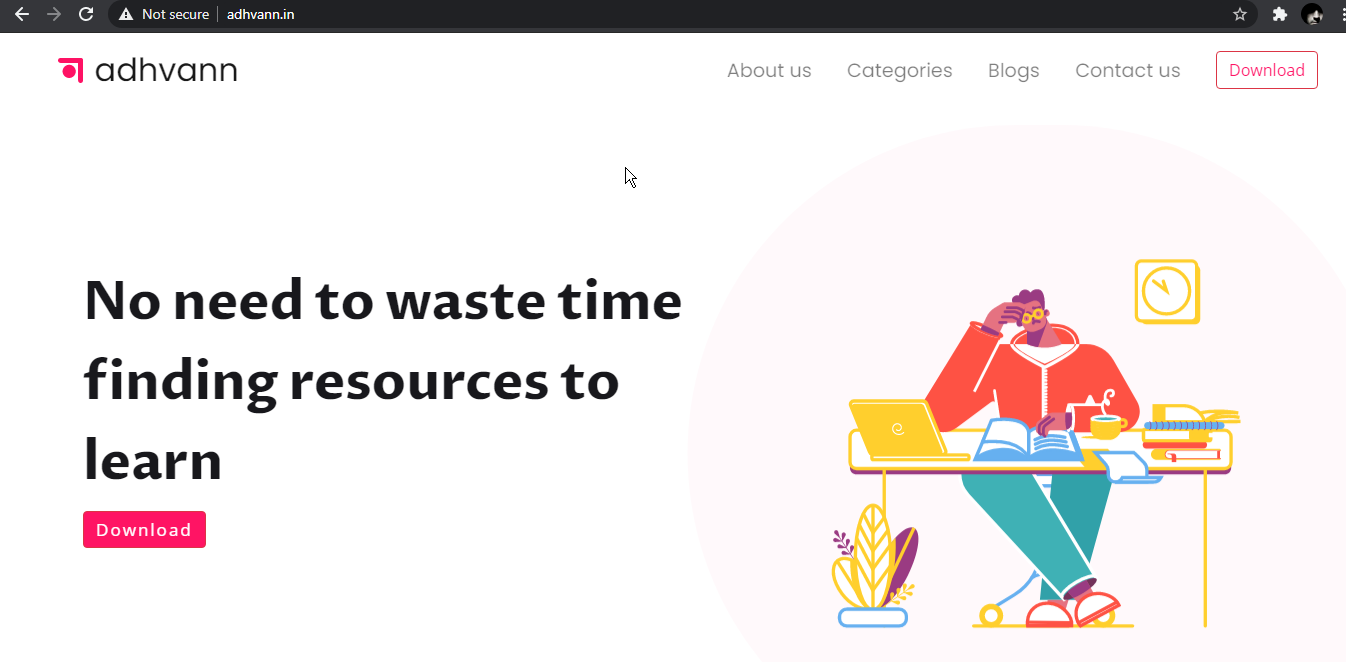 Not secure | adhvann.in
adhvann
About us Categories Blogs Contact us Download
No need to waste time
finding resources to
learn
Download